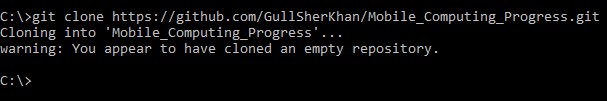 C:\>git clone https://github.com/GullSherKhan/Mobile_Computing_Progress.git
Cloning into 'Mobile_Computing_Progress'...
warning: You appear to have cloned an empty repository.
C:\>